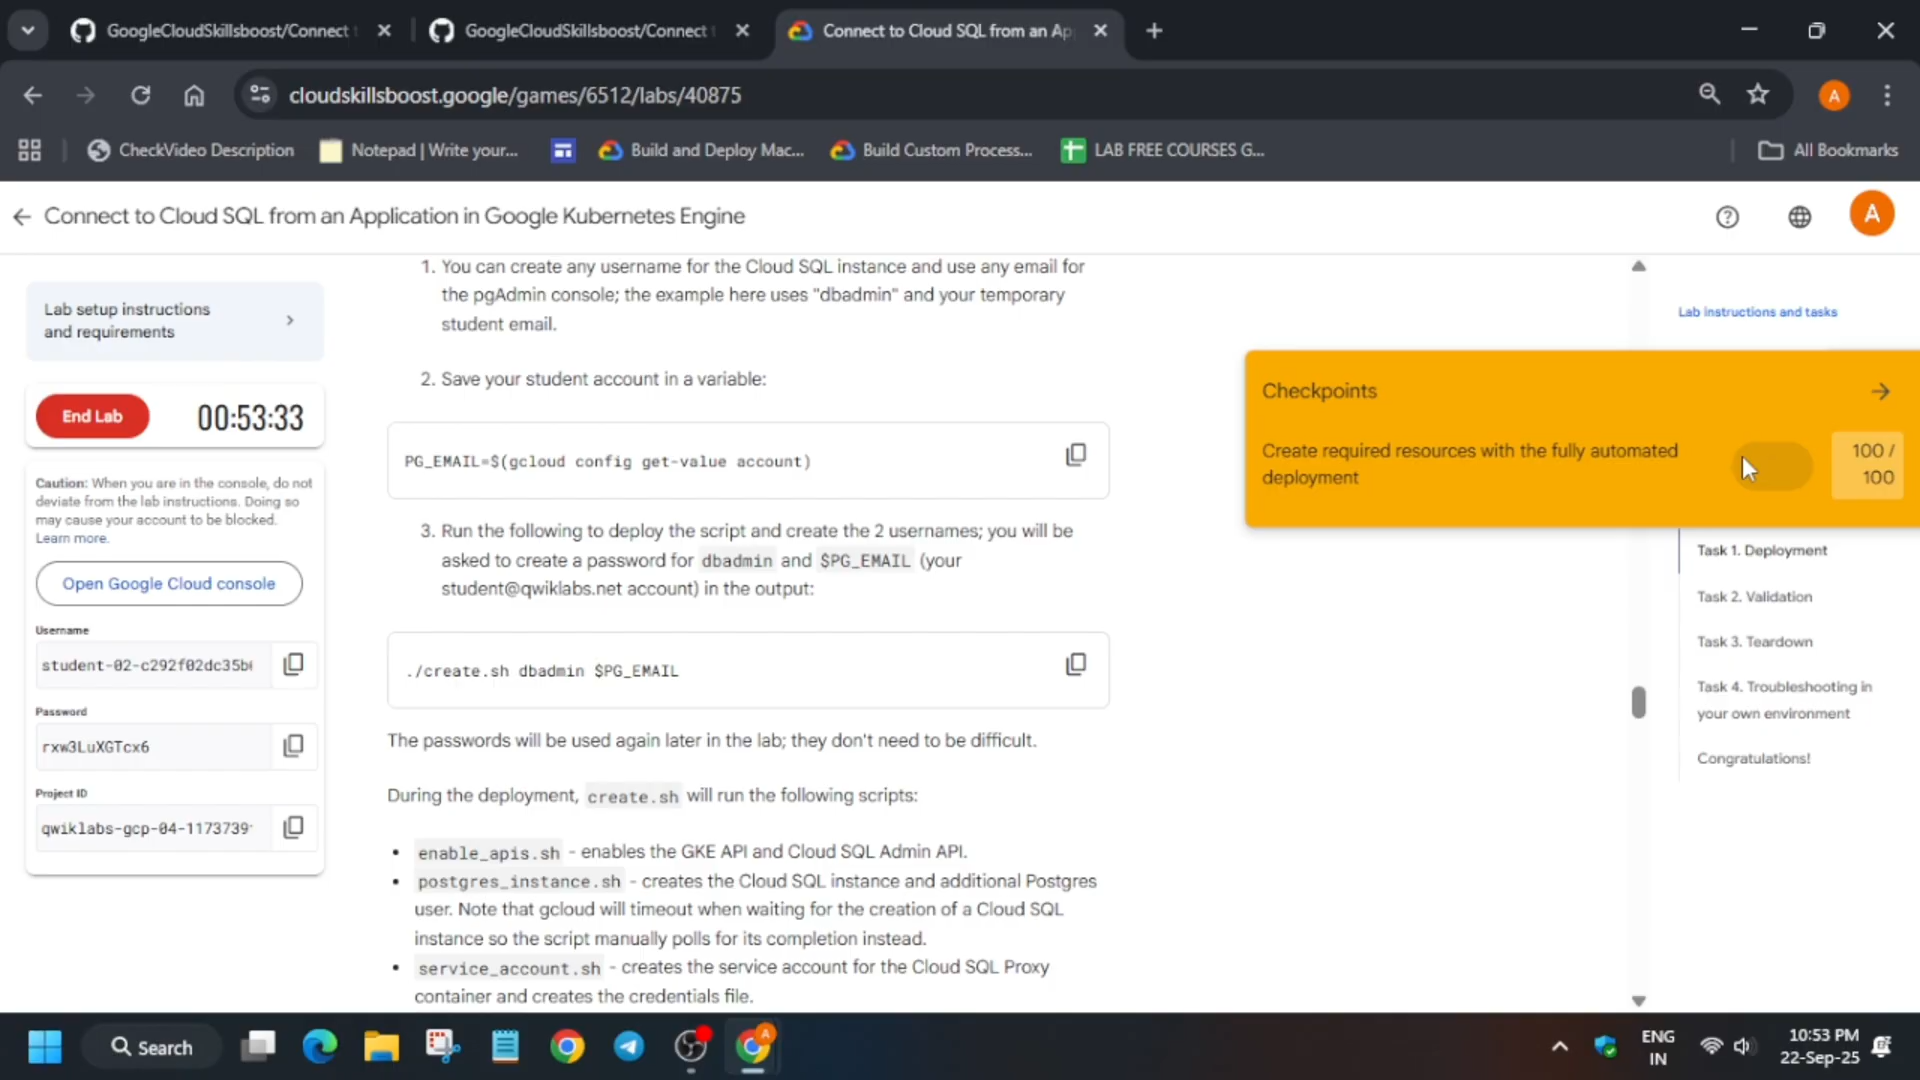 GoogleCloudSkillsboost/Connect
GoogleCloudSkillsboost/Connect
Connect to Cloud SQL from an Ap
cloudskillsboost.google/games/6512/labs/40875
A
CheckVideo Description
Notepad | Write your...
Build and Deploy Mac...
Build Custom Process...
LAB FREE COURSES G...
All Bookmarks
Connect to Cloud SQL from an Application in Google Kubernetes Engine
A
Lab setup instructions
and requirements
End Lab
00:53:33
Caution: When you are in the console, do not
deviate from the lab instructions. Doing so
may cause your account to be blocked.
Learn more.
Open Google Cloud console
Username
student-02-c292f02dc35b
Password
rxw3LuXGTcx6
Project ID
qwiklabs-gcp-04-1173739
1. You can create any username for the Cloud SQL instance and use any email for
the pgAdmin console; the example here uses "dbadmin" and your temporary
student email.
2. Save your student account in a variable:
PG_EMAIL=$(gcloud config get-value account)
3. Run the following to deploy the script and create the 2 usernames; you will be
asked to create a password for dbadmin and $PG_EMAIL (your
student@qwiklabs.net account) in the output:
./create.sh dbadmin $PG_EMAIL
The passwords will be used again later in the lab; they don't need to be difficult.
During the deployment, create.sh will run the following scripts:
• enable_apis.sh - enables the GKE API and Cloud SQL Admin API.
• postgres_instance.sh - creates the Cloud SQL instance and additional Postgres
user. Note that gcloud will timeout when waiting for the creation of a Cloud SQL
instance so the script manually polls for its completion instead.
• service_account.sh - creates the service account for the Cloud SQL Proxy
container and creates the credentials file.
Lab instructions and tasks
Checkpoints
Create required resources with the fully automated
deployment
100 /
100
Task 1. Deployment
Task 2. Validation
Task 3. Teardown
Task 4. Troubleshooting in
your own environment
Congratulations!
Search
A
ENG
IN
10:53 PM
22-Sep-25